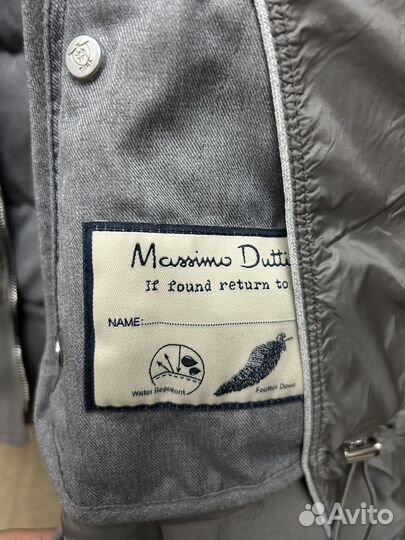 Massimo Dutti
If found return to
NAME:
Water Repellent
Feather Down
Avito